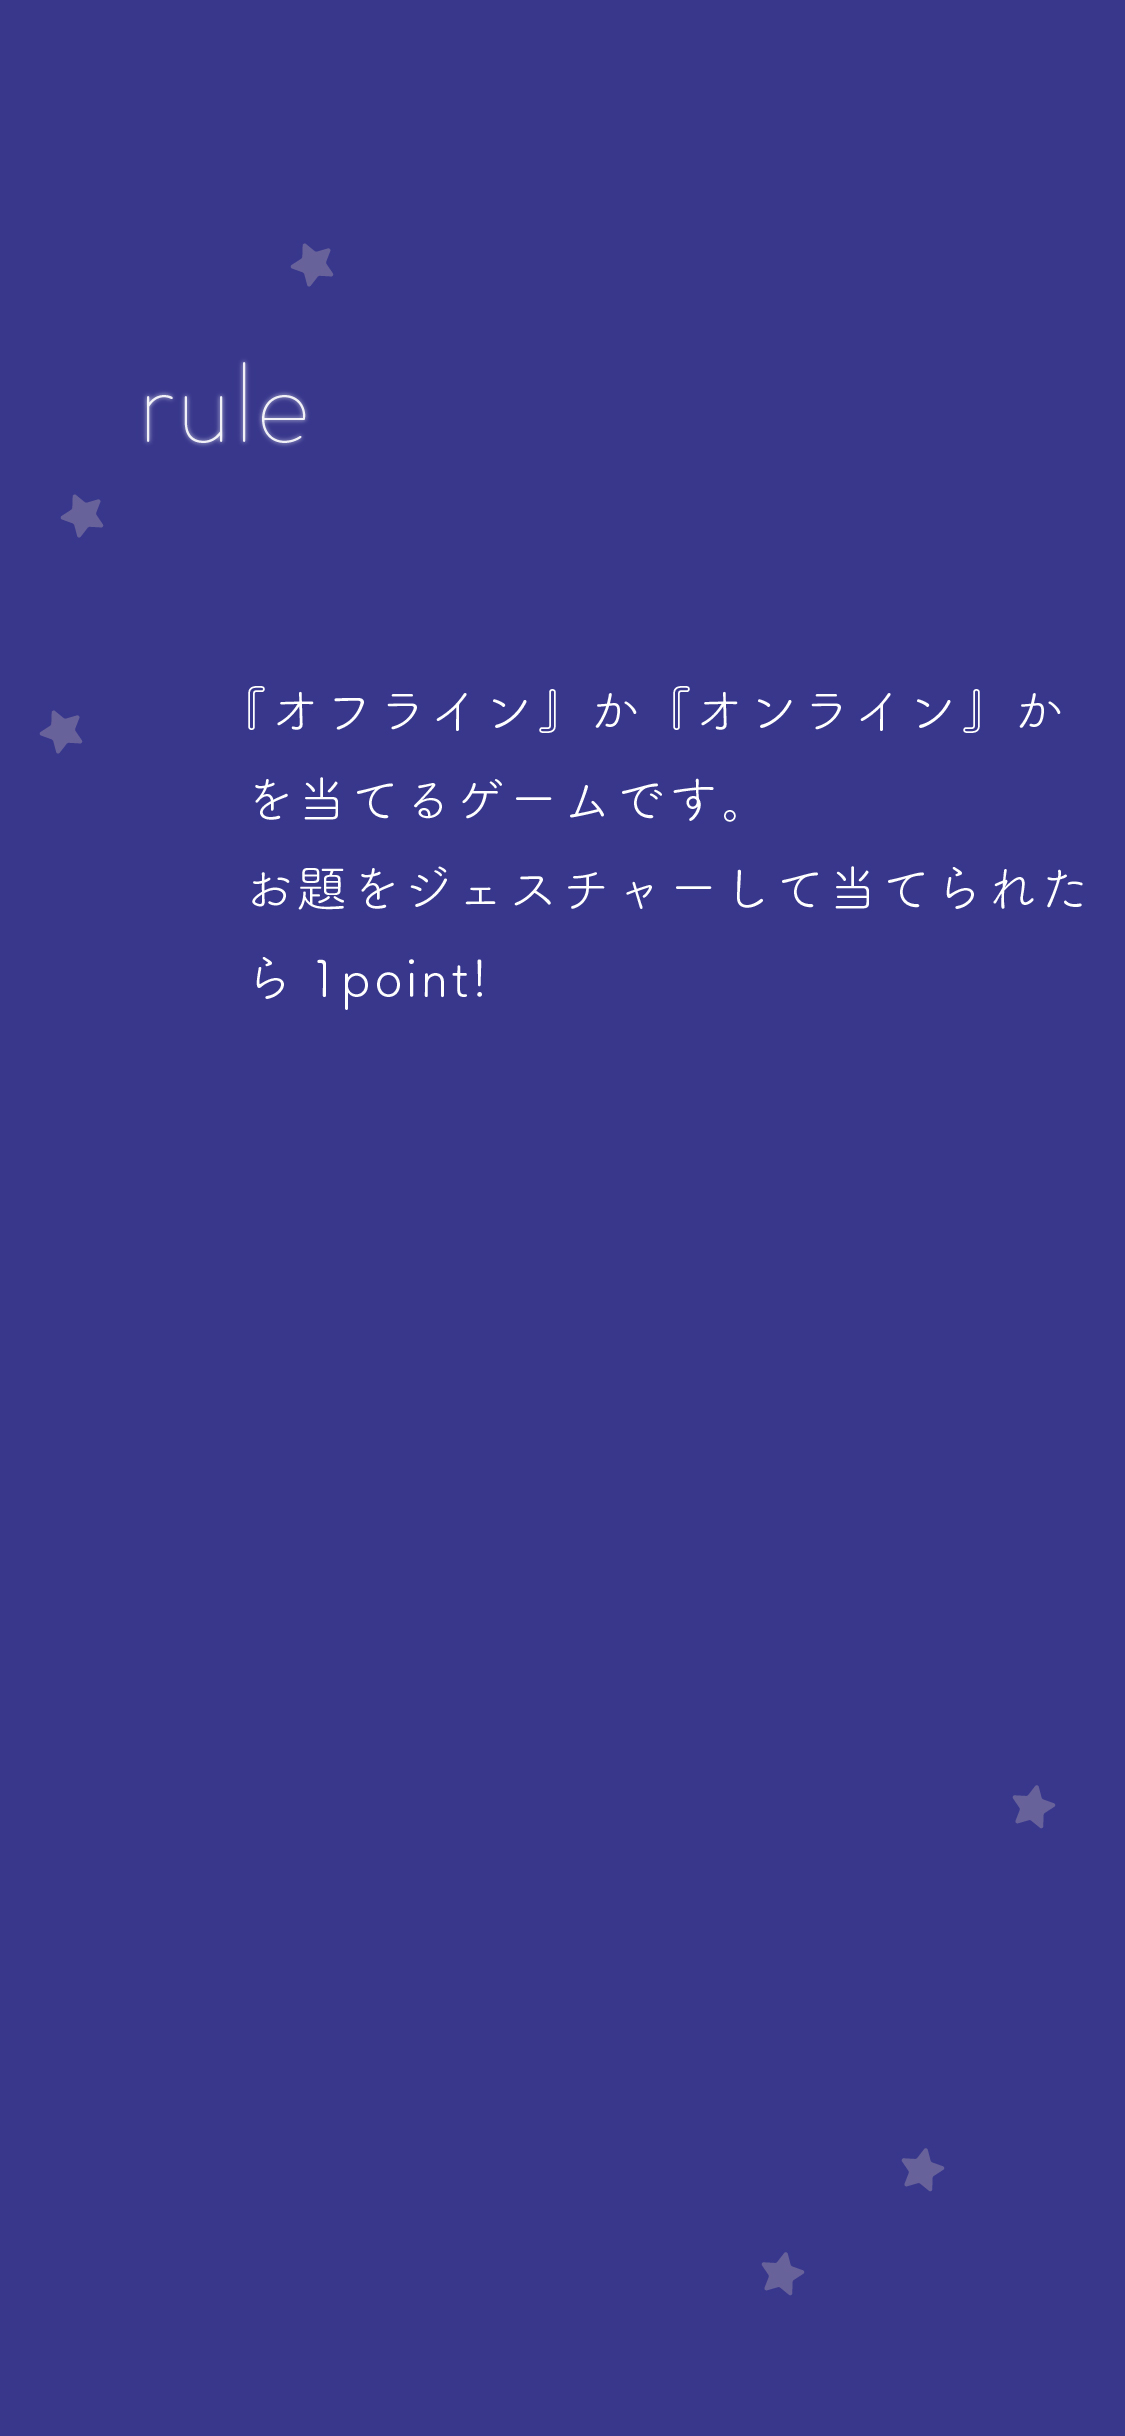 rule
『オフライン』か『オンライン』か
を当てるゲームです。
お題をジェスチャーして当てられた
ら 1point!